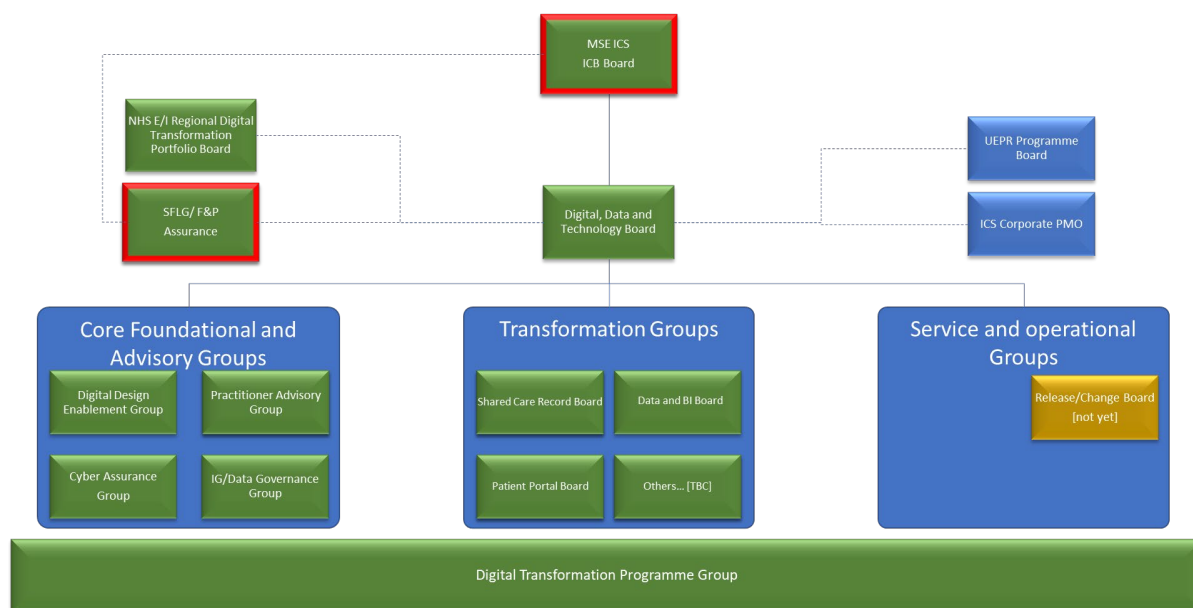 MSE ICS
ICB Board
NHS E/I Regional Digital
Transformation
Portfolio Board
UEPR Programme
Board
SFLG/ F&P
Assurance
Digital, Data and
Technology Board
ICS Corporate PMO
Core Foundational and
Advisory Groups
Digital Design
Enablement Group
Practitioner Advisory
Group
Cyber Assurance
Group
IG/Data Governance
Group
Transformation Groups
Shared Care Record Board
Data and BI Board
Patient Portal Board
Others... [TBC]
Service and operational
Groups
Release/Change Board
[not yet]
Digital Transformation Programme Group